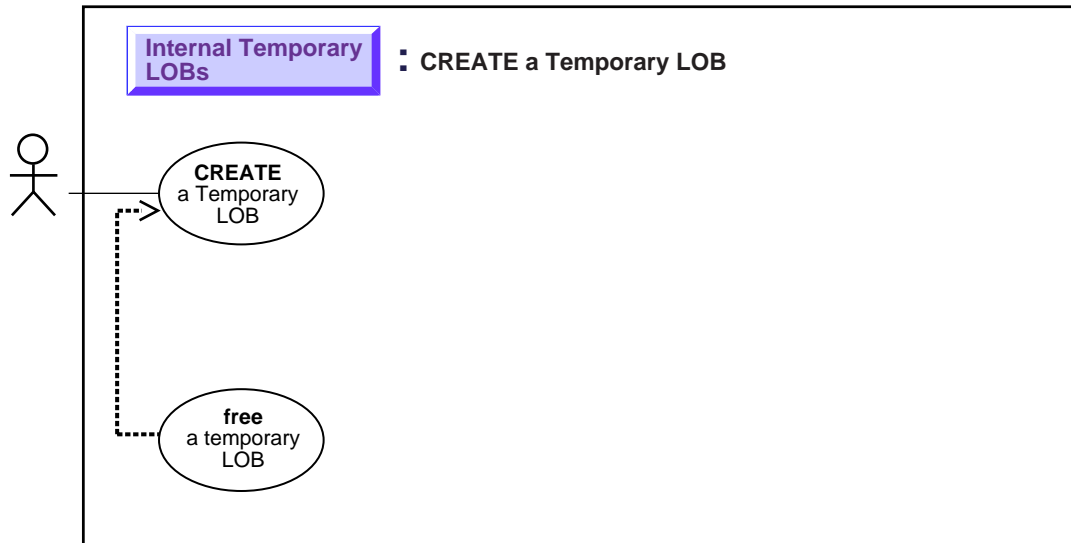 Internal Temporary
LOBs
: CREATE a Temporary LOB
CREATE
a Temporary
LOB
free
a temporary
LOB